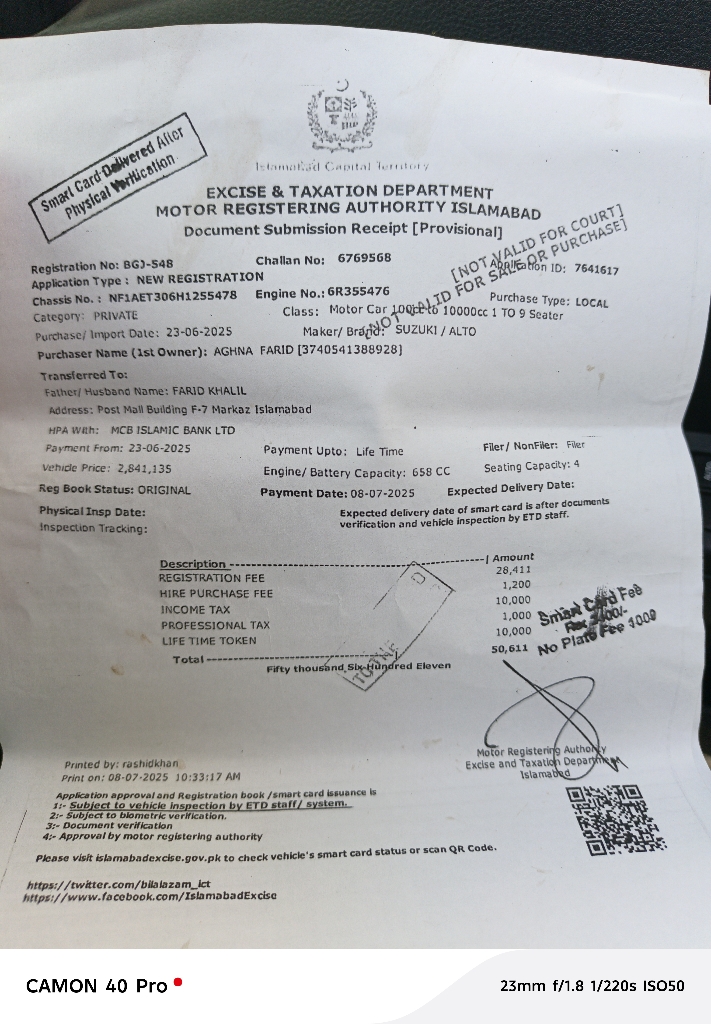 Smart Card Delivered After
Physical Verification
Islamabad Capital Territory
EXCISE & TAXATION DEPARTMENT
MOTOR REGISTERING AUTHORITY ISLAMABAD
Document Submission Receipt [Provisional]
[NOT VALID FOR COURT]
[NOT VALID FOR SALE OR PURCHASE]
Registration No: BGJ-548 Challan No: 6769568 Application ID: 7641617
Application Type : NEW REGISTRATION
Chassis No. : NF1AET306H1255478 Engine No.: 6R355476 Purchase Type: LOCAL
Category: PRIVATE Class: Motor Car 100cc to 10000cc 1 TO 9 Seater
Purchase/ Import Date: 23-06-2025 Maker/ Brand: SUZUKI / ALTO
Purchaser Name (1st Owner): AGHNA FARID [3740541388928]
Transferred To:
Father/ Husband Name: FARID KHALIL
Address: Post Mall Building F-7 Markaz Islamabad
HPA With: MCB ISLAMIC BANK LTD
Payment From: 23-06-2025 Payment Upto: Life Time Filer/ NonFiler: Filer
Vehicle Price: 2,841,135 Engine/ Battery Capacity: 658 CC Seating Capacity: 4
Reg Book Status: ORIGINAL Payment Date: 08-07-2025 Expected Delivery Date:
Physical Insp Date: Expected delivery date of smart card is after documents
Inspection Tracking: verification and vehicle inspection by ETD staff.
Description Amount
REGISTRATION FEE 28,411
HIRE PURCHASE FEE 1,200
INCOME TAX 10,000
PROFESSIONAL TAX 1,000
LIFE TIME TOKEN 10,000
Total 50,611
Fifty thousand, Six Hundred Eleven
Smart Card Fee
No Plate Fee
Motor Registering Authority
Excise and Taxation Department
Islamabad
Printed by: rashidkhan
Print on: 08-07-2025 10:33:17 AM
Application approval and Registration book /smart card issuance is
1:- Subject to vehicle inspection by ETD staff/ system.
2:- Subject to biometric verification.
3:- Document verification
4:- Approval by motor registering authority
Please visit islamabadexcise.gov.pk to check vehicle's smart card status or scan QR Code.
https://twitter.com/bilalazam_ict
https://www.facebook.com/IslamabadExcise
CAMON 40 Pro 23mm f/1.8 1/220s ISO50